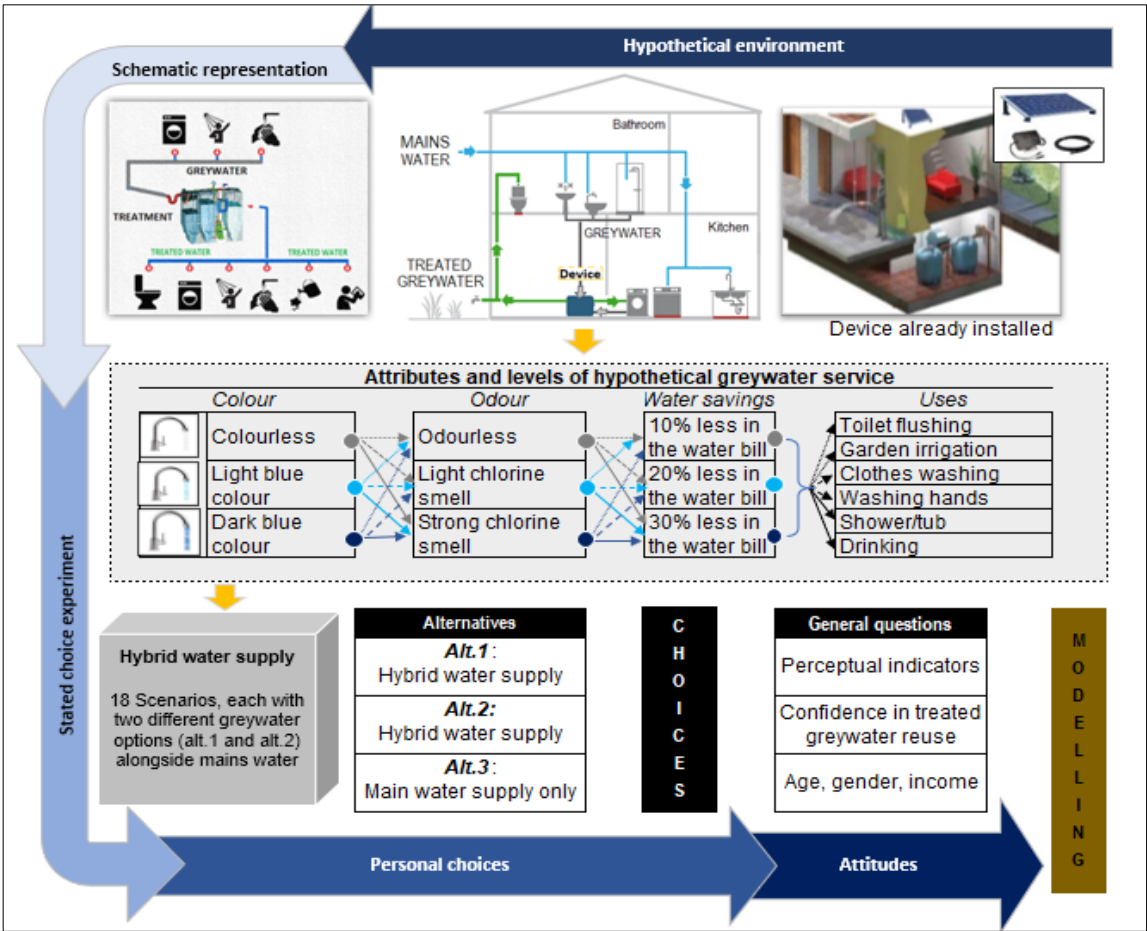 Hypothetical environment
Schematic representation
GREYWATER
TREATMENT
TREATED WATER
TREATED WATER
MAINS
WATER
Bathroom
GREYWATER
Kitchen
Device
TREATED
GREYWATER
Device already installed
Attributes and levels of hypothetical greywater service
Colour
Odour
Water savings
Uses
Colourless
Light blue
colour
Dark blue
colour
Odourless
Light chlorine
smell
Strong chlorine
smell
10% less in
the water bill
20% less in
the water bill
30% less in
the water bill
Toilet flushing
Garden irrigation
Clothes washing
Washing hands
Shower/tub
Drinking
Stated choice experiment
Hybrid water supply
18 Scenarios, each with
two different greywater
options (alt.1 and alt.2)
alongside mains water
Alternatives
Alt.1:
Hybrid water supply
Alt.2:
Hybrid water supply
Alt.3:
Main water supply only
CHOICES
General questions
Perceptual indicators
Confidence in treated
greywater reuse
Age, gender, income
MODELLING
Personal choices
Attitudes